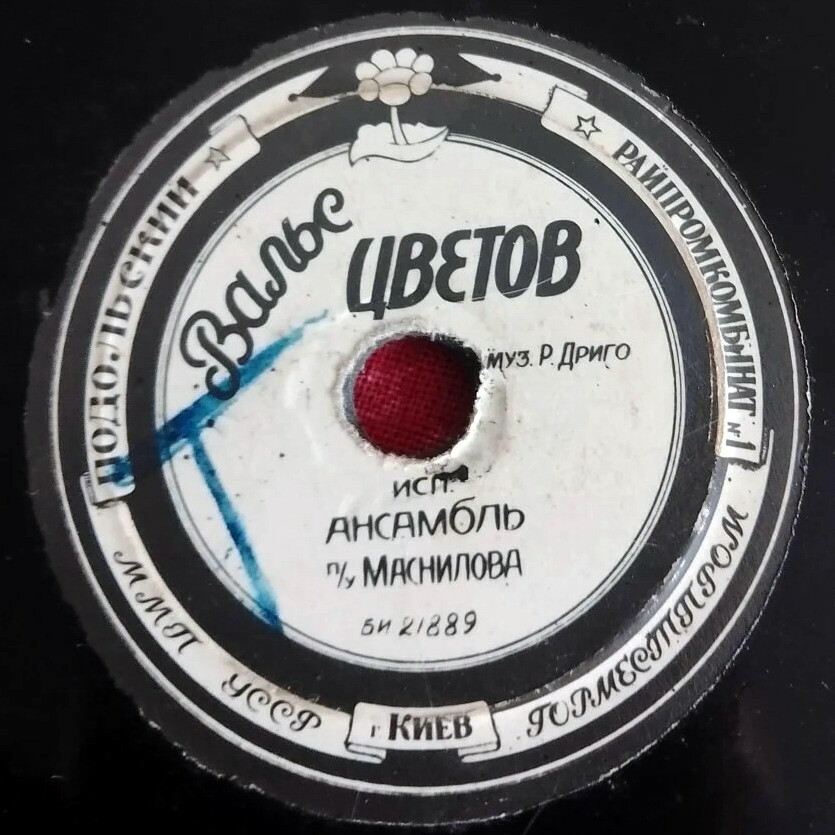 ПОДОЛЬСКИЙ
РАЙПРОМКОМБИНАТ №1
Вальс
ЦВЕТОВ
муз. Р. Дриго
исп.
АНСАМБЛЬ
п/у МАСНИЛОВА
БИ 21889
ММП УССР
г. КИЕВ
ГОРМЕСТПРОМ